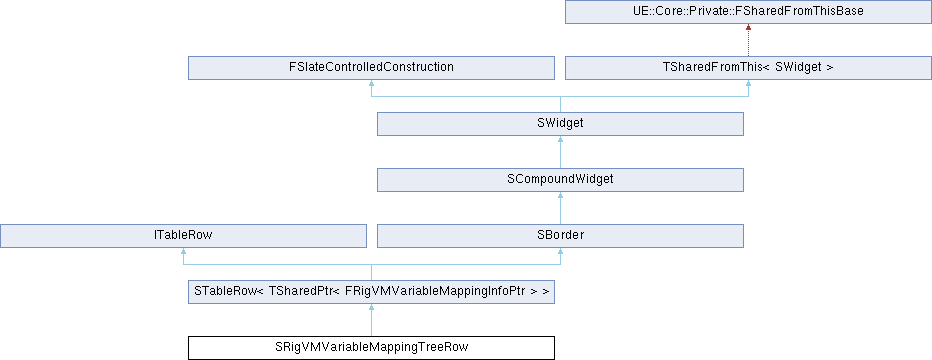 UE::Core::Private::FSharedFromThisBase
FSlateControlledConstruction
TSharedFromThis< SWidget >
SWidget
SCompoundWidget
ITableRow
SBorder
STableRow< TSharedPtr< FRigVMVariableMappingInfoPtr > >
SRigVMVariableMappingTreeRow